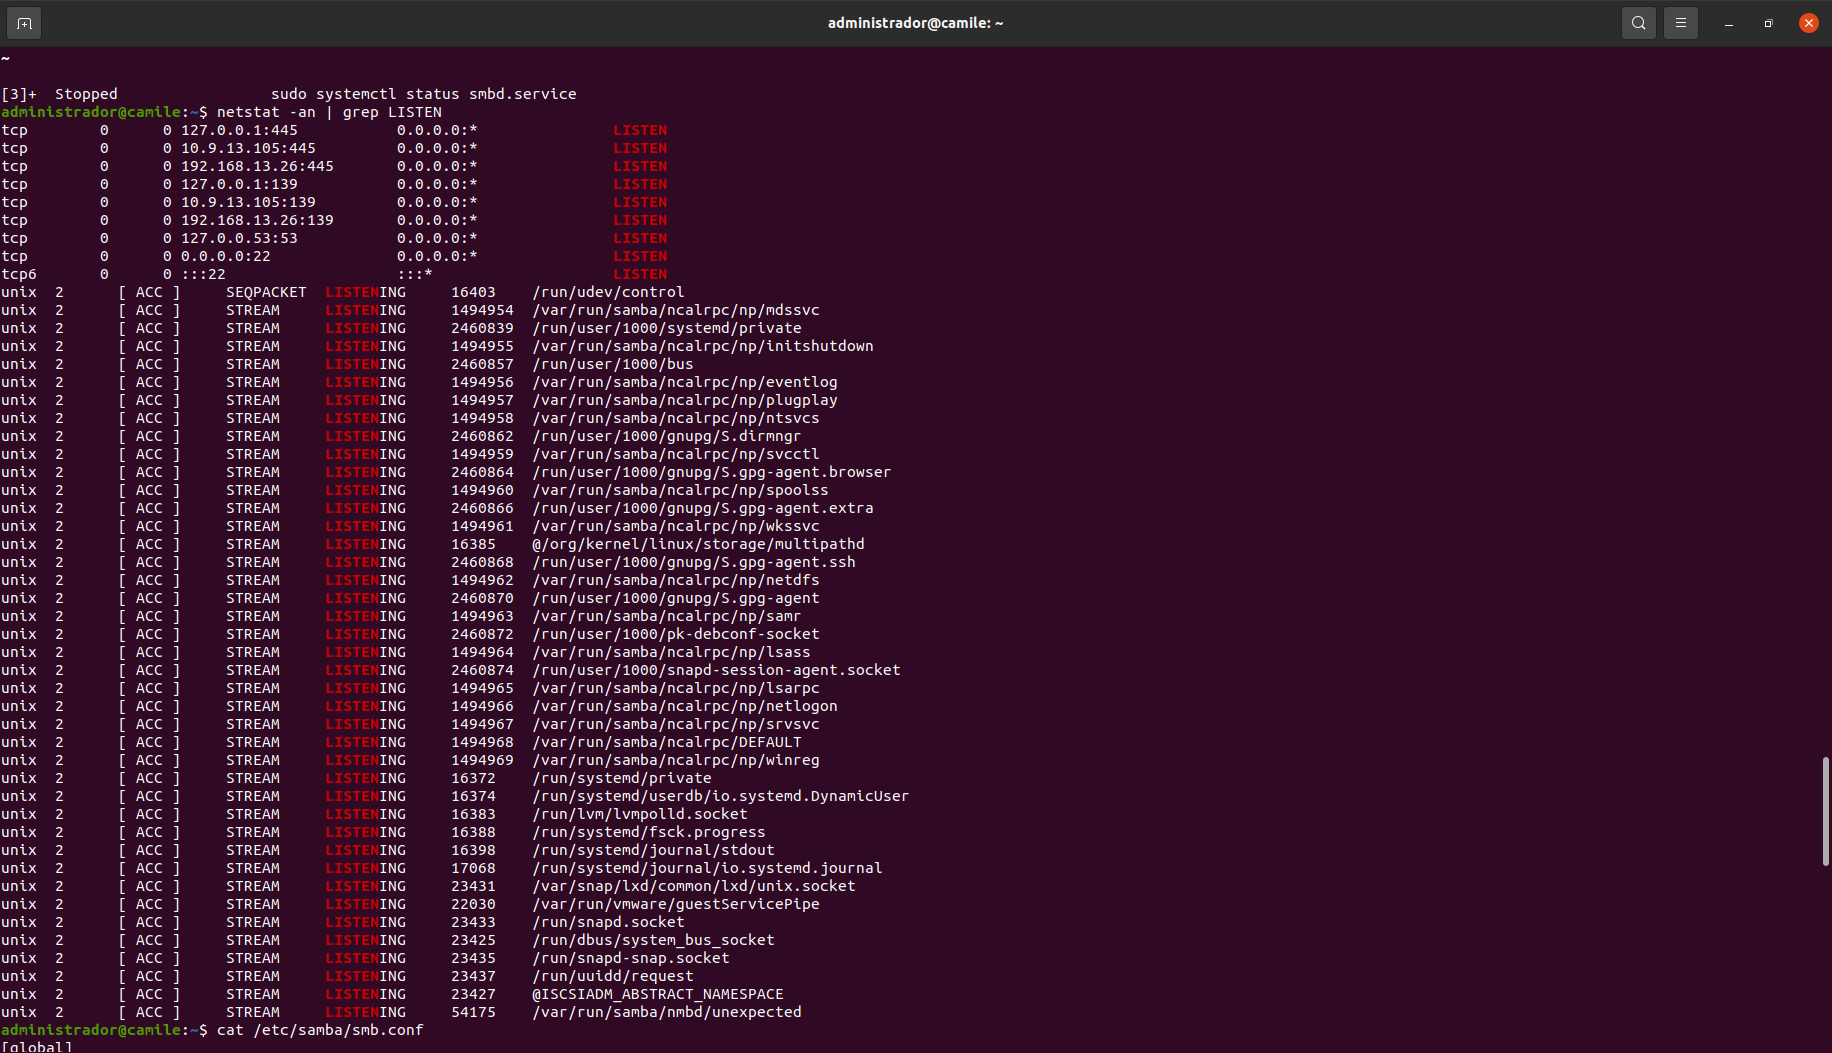 administrador@camile: ~
~
[3]+  Stopped                 sudo systemctl status smbd.service
administrador@camile:~$ netstat -an | grep LISTEN
tcp        0      0 127.0.0.1:445           0.0.0.0:*               LISTEN
tcp        0      0 10.9.13.105:445         0.0.0.0:*               LISTEN
tcp        0      0 192.168.13.26:445       0.0.0.0:*               LISTEN
tcp        0      0 127.0.0.1:139           0.0.0.0:*               LISTEN
tcp        0      0 10.9.13.105:139         0.0.0.0:*               LISTEN
tcp        0      0 192.168.13.26:139       0.0.0.0:*               LISTEN
tcp        0      0 127.0.0.53:53           0.0.0.0:*               LISTEN
tcp        0      0 0.0.0.0:22              0.0.0.0:*               LISTEN
tcp6       0      0 :::22                   :::*                    LISTEN
unix  2      [ ACC ]     SEQPACKET  LISTENING     16403    /run/udev/control
unix  2      [ ACC ]     STREAM     LISTENING     1494954  /var/run/samba/ncalrpc/np/mdssvc
unix  2      [ ACC ]     STREAM     LISTENING     2460839  /run/user/1000/systemd/private
unix  2      [ ACC ]     STREAM     LISTENING     1494955  /var/run/samba/ncalrpc/np/initshutdown
unix  2      [ ACC ]     STREAM     LISTENING     2460857  /run/user/1000/bus
unix  2      [ ACC ]     STREAM     LISTENING     1494956  /var/run/samba/ncalrpc/np/eventlog
unix  2      [ ACC ]     STREAM     LISTENING     1494957  /var/run/samba/ncalrpc/np/plugplay
unix  2      [ ACC ]     STREAM     LISTENING     1494958  /var/run/samba/ncalrpc/np/ntsvcs
unix  2      [ ACC ]     STREAM     LISTENING     2460862  /run/user/1000/gnupg/S.dirmngr
unix  2      [ ACC ]     STREAM     LISTENING     1494959  /var/run/samba/ncalrpc/np/svcctl
unix  2      [ ACC ]     STREAM     LISTENING     2460864  /run/user/1000/gnupg/S.gpg-agent.browser
unix  2      [ ACC ]     STREAM     LISTENING     1494960  /var/run/samba/ncalrpc/np/spoolss
unix  2      [ ACC ]     STREAM     LISTENING     2460866  /run/user/1000/gnupg/S.gpg-agent.extra
unix  2      [ ACC ]     STREAM     LISTENING     1494961  /var/run/samba/ncalrpc/np/wkssvc
unix  2      [ ACC ]     STREAM     LISTENING     16385    @/org/kernel/linux/storage/multipathd
unix  2      [ ACC ]     STREAM     LISTENING     2460868  /run/user/1000/gnupg/S.gpg-agent.ssh
unix  2      [ ACC ]     STREAM     LISTENING     1494962  /var/run/samba/ncalrpc/np/netdfs
unix  2      [ ACC ]     STREAM     LISTENING     2460870  /run/user/1000/gnupg/S.gpg-agent
unix  2      [ ACC ]     STREAM     LISTENING     1494963  /var/run/samba/ncalrpc/np/samr
unix  2      [ ACC ]     STREAM     LISTENING     2460872  /run/user/1000/pk-debconf-socket
unix  2      [ ACC ]     STREAM     LISTENING     1494964  /var/run/samba/ncalrpc/np/lsass
unix  2      [ ACC ]     STREAM     LISTENING     2460874  /run/user/1000/snapd-session-agent.socket
unix  2      [ ACC ]     STREAM     LISTENING     1494965  /var/run/samba/ncalrpc/np/lsarpc
unix  2      [ ACC ]     STREAM     LISTENING     1494966  /var/run/samba/ncalrpc/np/netlogon
unix  2      [ ACC ]     STREAM     LISTENING     1494967  /var/run/samba/ncalrpc/np/srvsvc
unix  2      [ ACC ]     STREAM     LISTENING     1494968  /var/run/samba/ncalrpc/DEFAULT
unix  2      [ ACC ]     STREAM     LISTENING     1494969  /var/run/samba/ncalrpc/np/winreg
unix  2      [ ACC ]     STREAM     LISTENING     16372    /run/systemd/private
unix  2      [ ACC ]     STREAM     LISTENING     16374    /run/systemd/userdb/io.systemd.DynamicUser
unix  2      [ ACC ]     STREAM     LISTENING     16383    /run/lvm/lvmpolld.socket
unix  2      [ ACC ]     STREAM     LISTENING     16388    /run/systemd/fsck.progress
unix  2      [ ACC ]     STREAM     LISTENING     16398    /run/systemd/journal/stdout
unix  2      [ ACC ]     STREAM     LISTENING     17068    /run/systemd/journal/io.systemd.journal
unix  2      [ ACC ]     STREAM     LISTENING     23431    /var/snap/lxd/common/lxd/unix.socket
unix  2      [ ACC ]     STREAM     LISTENING     22030    /var/run/vmware/guestServicePipe
unix  2      [ ACC ]     STREAM     LISTENING     23433    /run/snapd.socket
unix  2      [ ACC ]     STREAM     LISTENING     23425    /run/dbus/system_bus_socket
unix  2      [ ACC ]     STREAM     LISTENING     23435    /run/snapd-snap.socket
unix  2      [ ACC ]     STREAM     LISTENING     23437    /run/uuidd/request
unix  2      [ ACC ]     STREAM     LISTENING     23427    @ISCSIADM_ABSTRACT_NAMESPACE
unix  2      [ ACC ]     STREAM     LISTENING     54175    /var/run/samba/nmbd/unexpected
administrador@camile:~$ cat /etc/samba/smb.conf
[global]